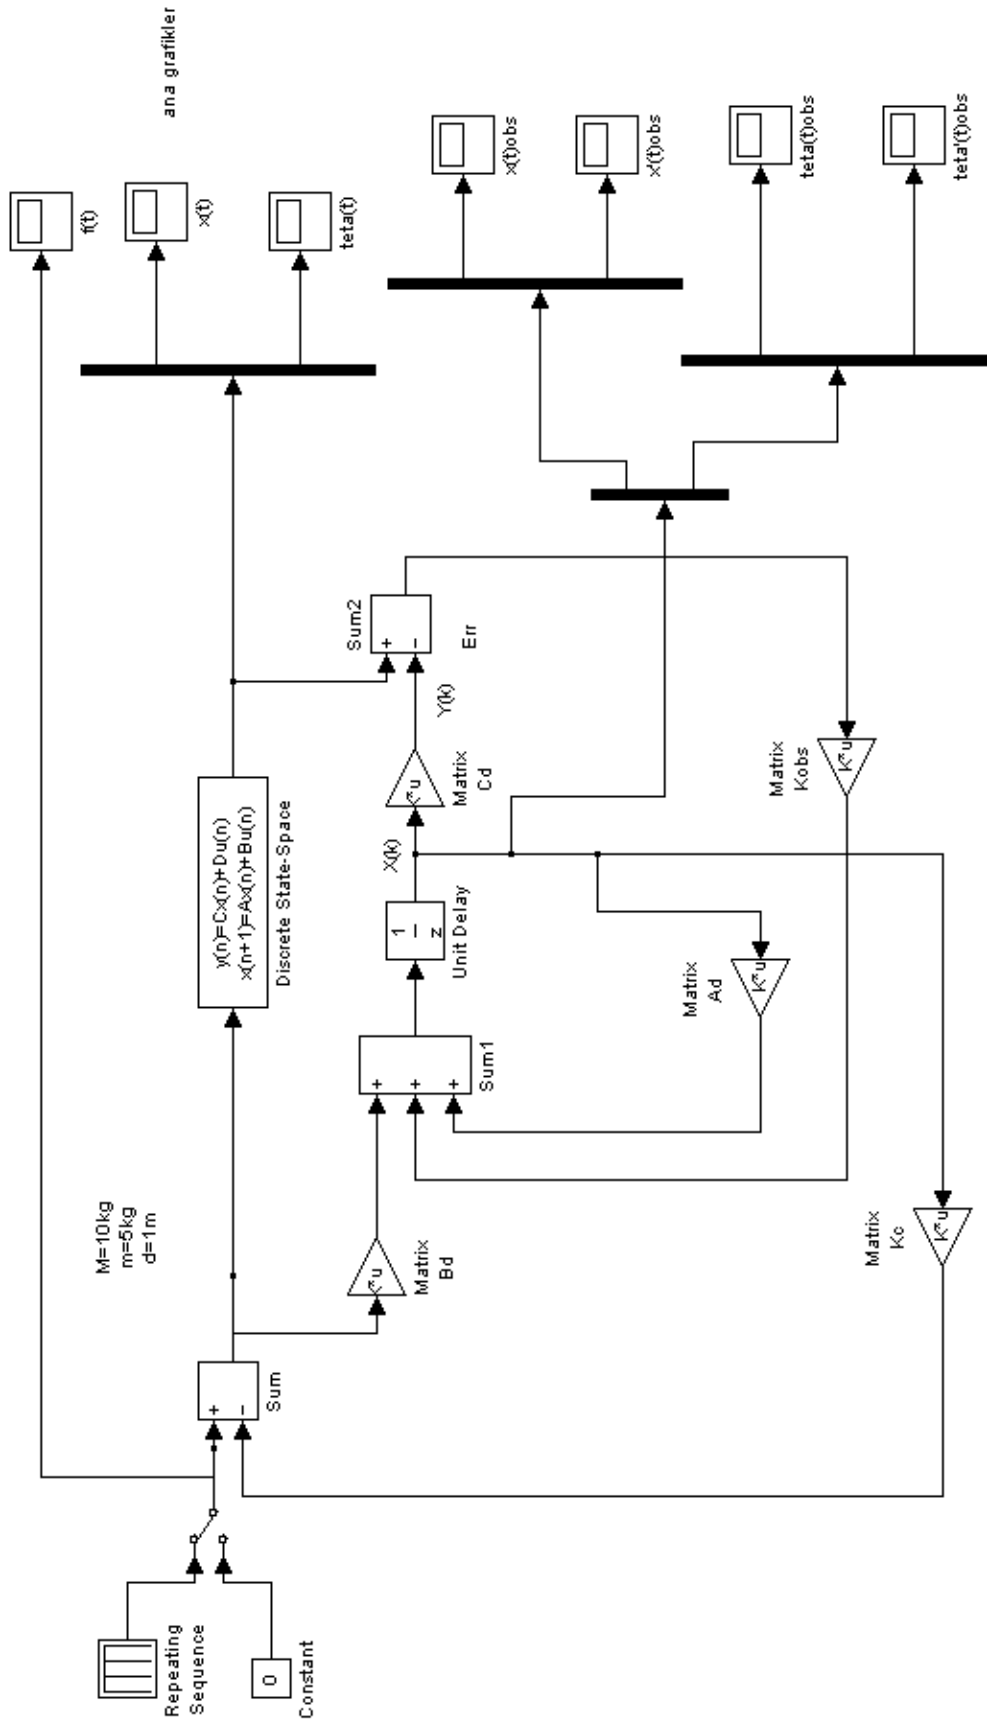 ana grafikler
f(t)
x(t)
teta(t)
x(t)obs
x'(t)obs
teta(t)obs
teta'(t)obs
M=10kg
m=5kg
d=1m
y(n)=Cx(n)+Du(n)
x(n+1)=Ax(n)+Bu(n)
Discrete State-Space
Repeating
Sequence
0
Constant
+
−
Sum
K*u
Matrix
Bd
+
+
+
Sum1
1
z
Unit Delay
X(k)
K*u
Matrix
Cd
Y(k)
Sum2
+
−
Err
Matrix
Ad
K*u
Matrix
Kobs
K*u
Matrix
Kc
K*u